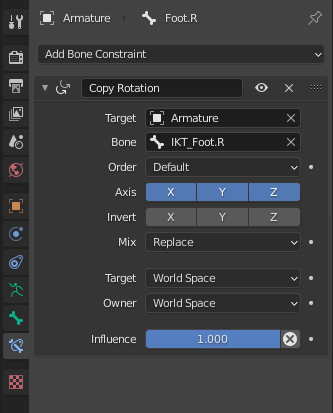 Armature Foot.R
Add Bone Constraint
Copy Rotation
Target Armature
Bone IKT_Foot.R
Order Default
Axis X Y Z
Invert X Y Z
Mix Replace
Target World Space
Owner World Space
Influence 1.000